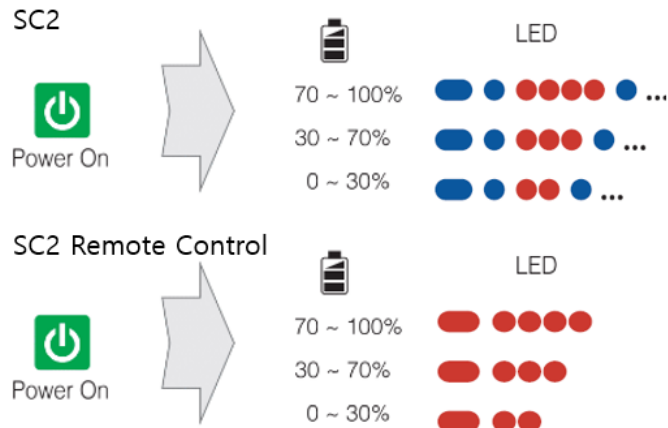 SC2
LED
70 ~ 100%
...
30 ~ 70%
...
Power On
0 ~ 30%
...
SC2 Remote Control
LED
70 ~ 100%
30 ~ 70%
Power On
0 ~ 30%